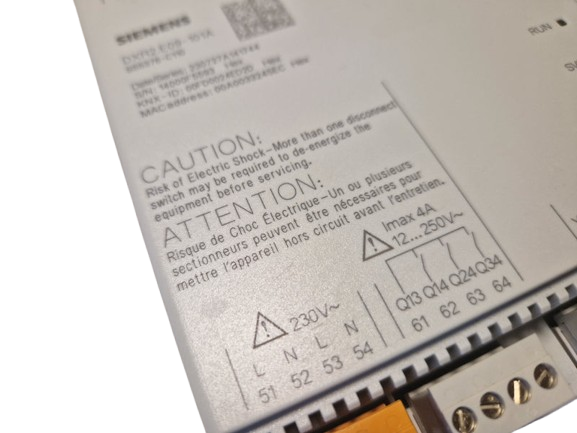 SIEMENS
DXR2.E09-101A
CAUTION:
Risk of Electric Shock–More than one disconnect
switch may be required to de-energize the
equipment before servicing.
ATTENTION:
Risque de Choc Électrique–Un ou plusieurs
sectionneurs peuvent être nécessaires pour
mettre l'appareil hors circuit avant l'entretien.
RUN
Imax 4A
12...250V~
Q13 Q14 Q24 Q34
61 62 63 64
230V~
L N L N
51 52 53 54